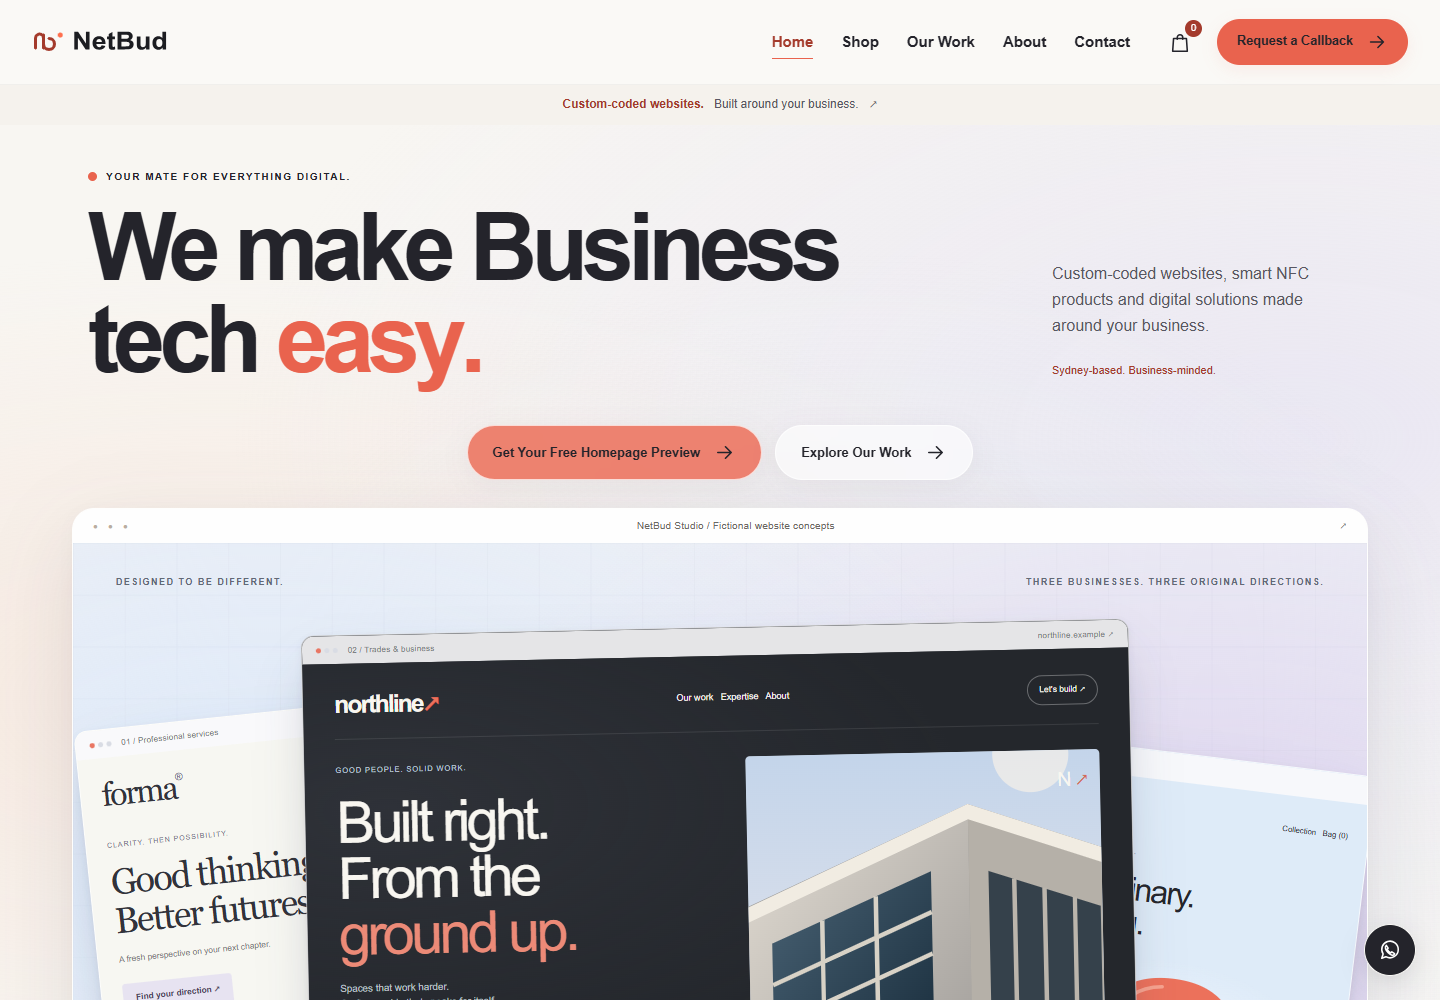 NetBud
Home
Shop
Our Work
About
Contact
0
Request a Callback
Custom-coded websites. Built around your business.
YOUR MATE FOR EVERYTHING DIGITAL.
We make Business
tech easy.
Custom-coded websites, smart NFC
products and digital solutions made
around your business.
Sydney-based. Business-minded.
Get Your Free Homepage Preview
Explore Our Work
NetBud Studio / Fictional website concepts
DESIGNED TO BE DIFFERENT.
THREE BUSINESSES. THREE ORIGINAL DIRECTIONS.
02 / Trades & business
northline.example
northline
Our work Expertise About
Let's build
GOOD PEOPLE. SOLID WORK.
Built right.
From the
ground up.
Spaces that work harder.
N
01 / Professional services
forma®
CLARITY. THEN POSSIBILITY.
Good thinking
Better futures
A fresh perspective on your next chapter.
Find your direction
Collection Bag (0)
inary.